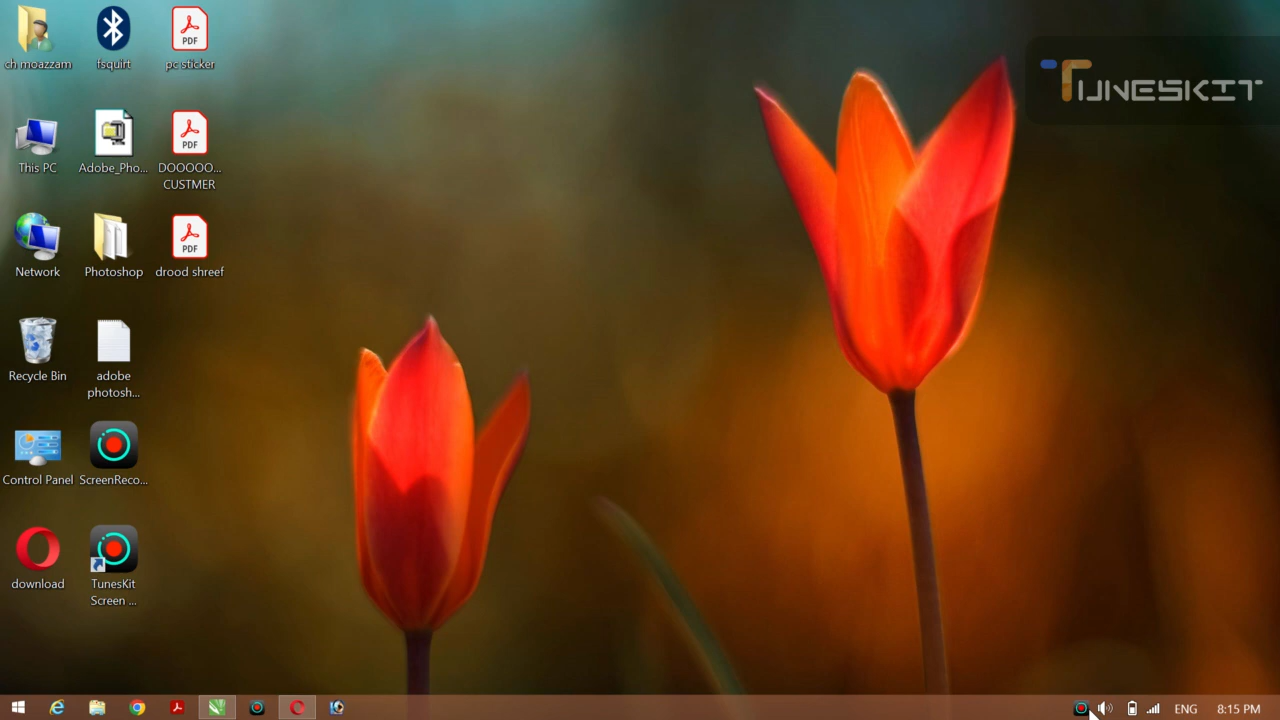 ch moazzam
fsquirt
pc sticker
TUNESKIT
This PC
Adobe_Pho...
DOOOOO...
CUSTMER
Network
Photoshop
drood shreef
Recycle Bin
adobe
photosh...
Control Panel
ScreenReco...
download
TunesKit
Screen ...
ENG
8:15 PM
PDF
PDF
PDF